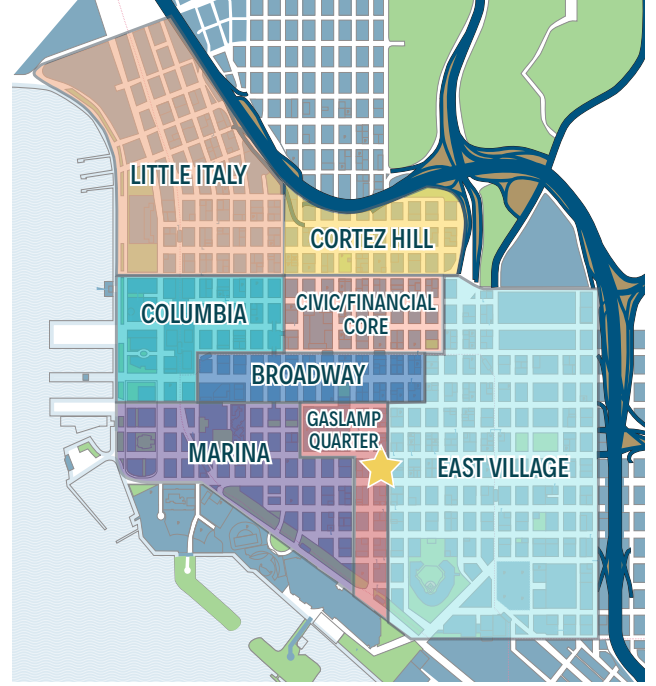 LITTLE ITALY
CORTEZ HILL
COLUMBIA
CIVIC/FINANCIAL
CORE
BROADWAY
GASLAMP
QUARTER
MARINA
EAST VILLAGE